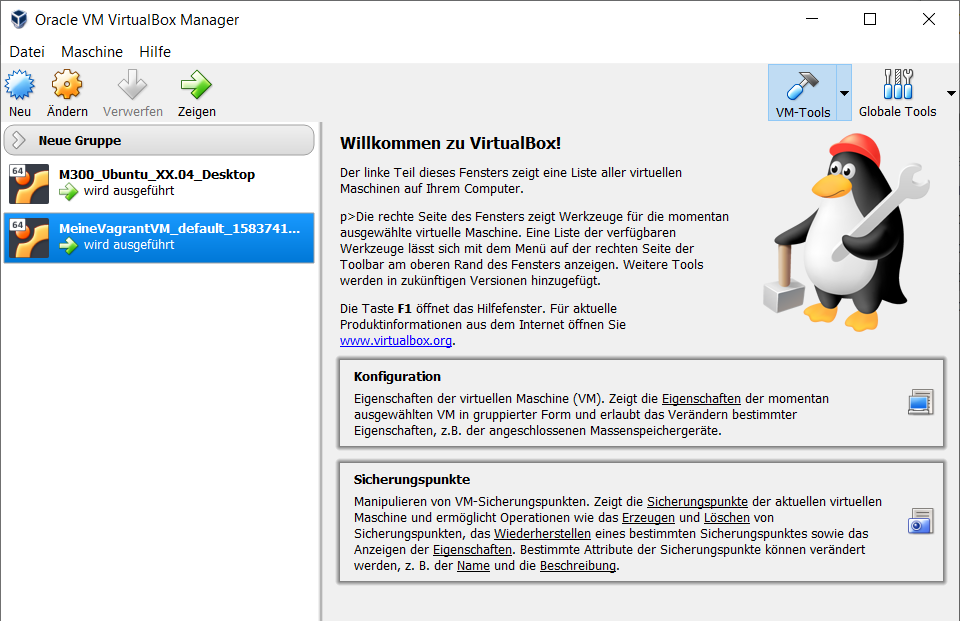 Oracle VM VirtualBox Manager
Datei Maschine Hilfe
Neu Ändern Verwerfen Zeigen VM-Tools Globale Tools
Neue Gruppe
64
M300_Ubuntu_XX.04_Desktop
wird ausgeführt
64
MeineVagrantVM_default_1583741...
wird ausgeführt
Willkommen zu VirtualBox!
Der linke Teil dieses Fensters zeigt eine Liste aller virtuellen
Maschinen auf Ihrem Computer.
p>Die rechte Seite des Fensters zeigt Werkzeuge für die momentan
ausgewählte virtuelle Maschine. Eine Liste der verfügbaren
Werkzeuge lässt sich mit dem Menü auf der rechten Seite der
Toolbar am oberen Rand des Fensters anzeigen. Weitere Tools
werden in zukünftigen Versionen hinzugefügt.
Die Taste F1 öffnet das Hilfefenster. Für aktuelle
Produktinformationen aus dem Internet öffnen Sie
www.virtualbox.org.
Konfiguration
Eigenschaften der virtuellen Maschine (VM). Zeigt die Eigenschaften der momentan
ausgewählten VM in gruppierter Form und erlaubt das Verändern bestimmter
Eigenschaften, z.B. der angeschlossenen Massenspeichergeräte.
Sicherungspunkte
Manipulieren von VM-Sicherungspunkten. Zeigt die Sicherungspunkte der aktuellen virtuellen
Maschine und ermöglicht Operationen wie das Erzeugen und Löschen von
Sicherungspunkten, das Wiederherstellen eines bestimmten Sicherungspunktes sowie das
Anzeigen der Eigenschaften. Bestimmte Attribute der Sicherungspunkte können verändert
werden, z. B. der Name und die Beschreibung.